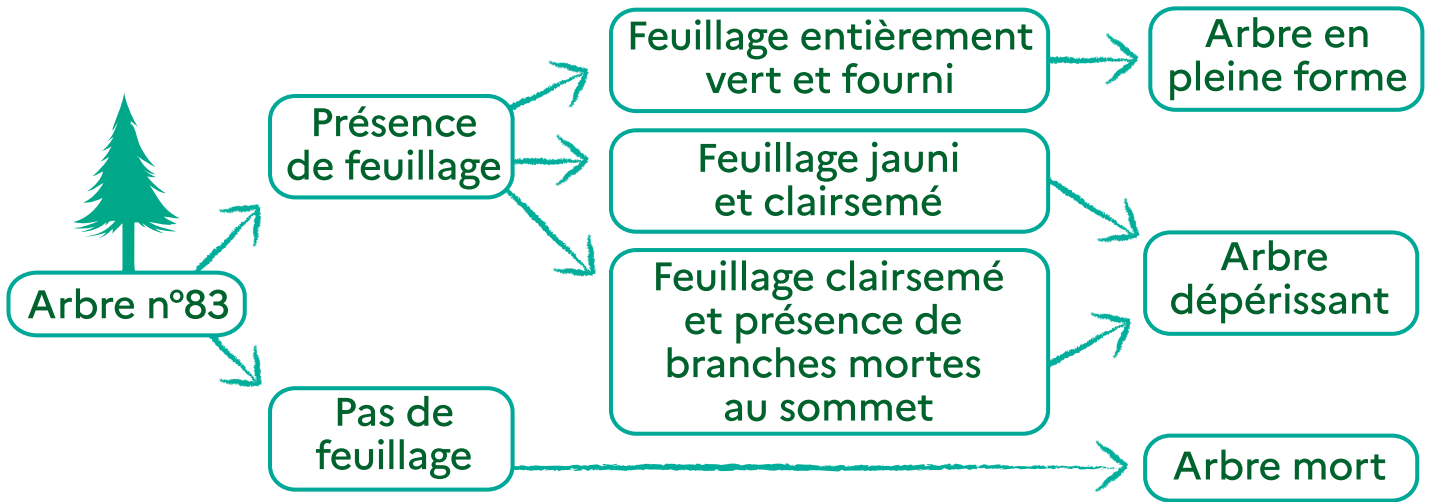 Arbre n°83
Présence
de feuillage
Pas de
feuillage
Feuillage entièrement
vert et fourni
Feuillage jauni
et clairsemé
Feuillage clairsemé
et présence de
branches mortes
au sommet
Arbre en
pleine forme
Arbre
dépérissant
Arbre mort